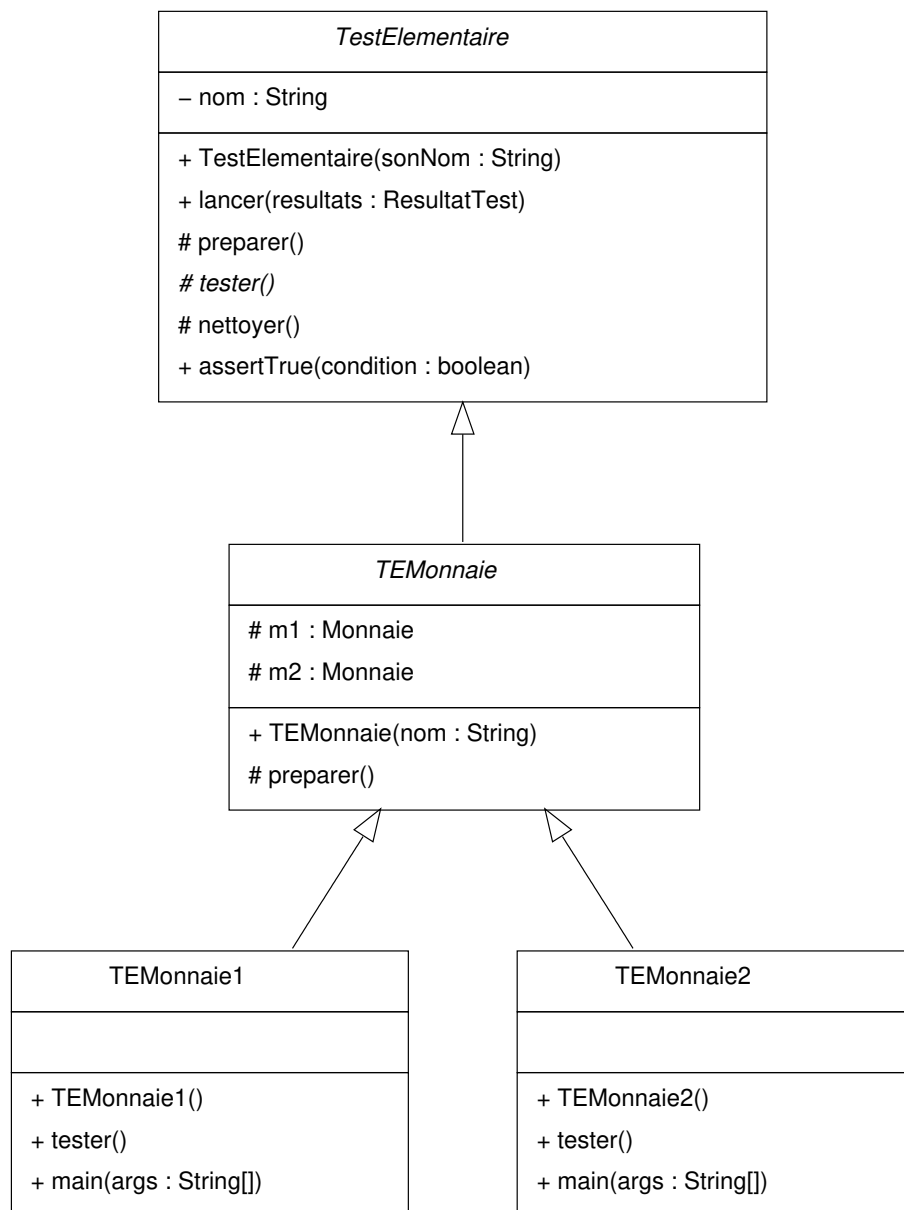 TestElementaire
– nom : String
+ TestElementaire(sonNom : String)
+ lancer(resultats : ResultatTest)
# preparer()
# tester()
# nettoyer()
+ assertTrue(condition : boolean)
TEMonnaie
# m1 : Monnaie
# m2 : Monnaie
+ TEMonnaie(nom : String)
# preparer()
TEMonnaie1
+ TEMonnaie1()
+ tester()
+ main(args : String[])
TEMonnaie2
+ TEMonnaie2()
+ tester()
+ main(args : String[])